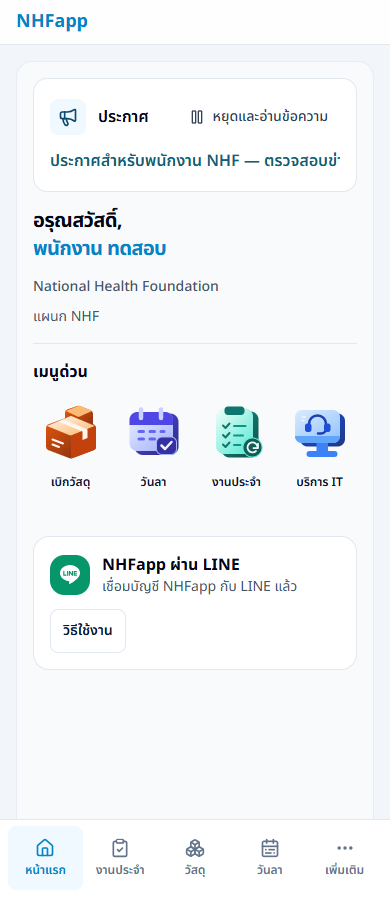 NHFapp
ประกาศ
หยุดและอ่านข้อความ
ประกาศสำหรับพนักงาน NHF — ตรวจสอบข่
อรุณสวัสดิ์,
พนักงาน ทดสอบ
National Health Foundation
แผนก NHF
เมนูด่วน
เบิกวัสดุ
วันลา
งานประจำ
บริการ IT
LINE
NHFapp ผ่าน LINE
เชื่อมบัญชี NHFapp กับ LINE แล้ว
วิธีใช้งาน
หน้าแรก
งานประจำ
วัสดุ
วันลา
เพิ่มเติม